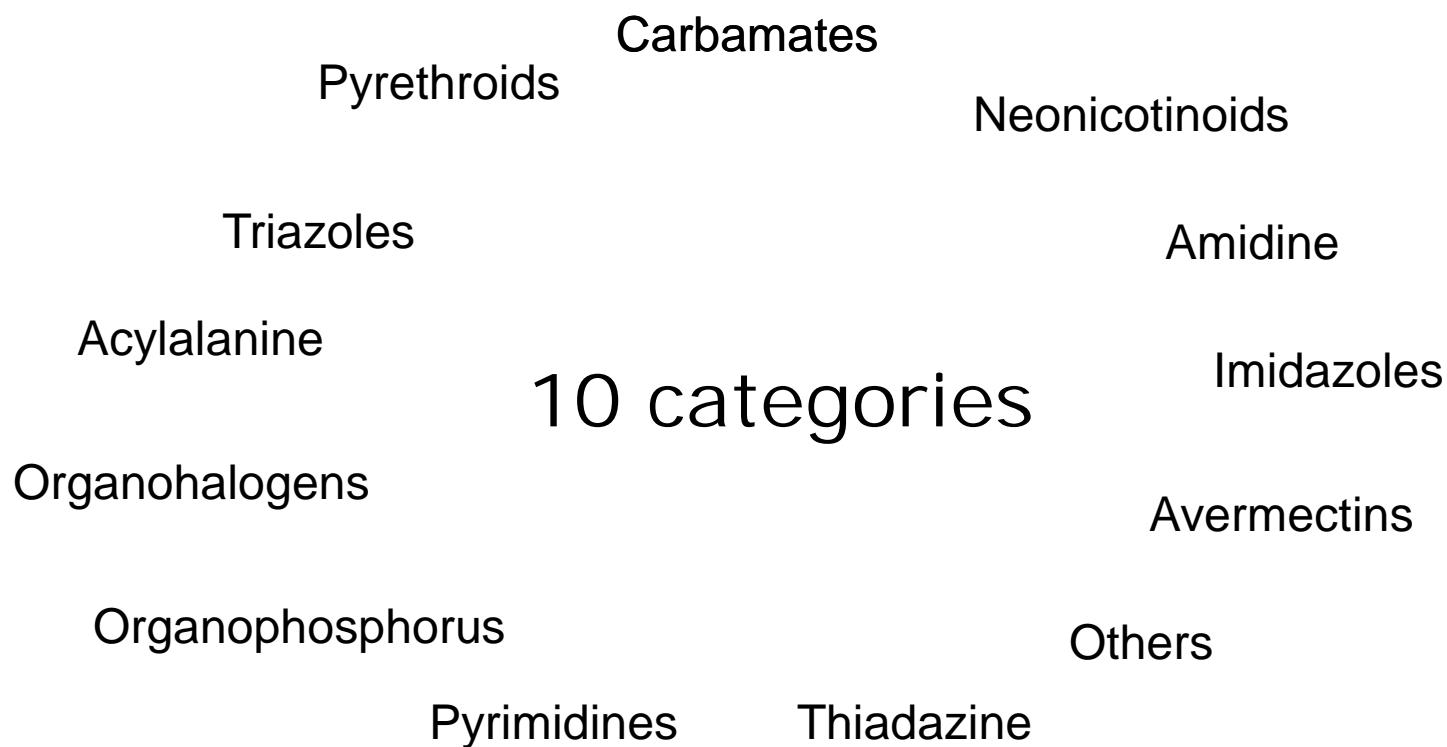 Carbamates
Pyrethroids
Neonicotinoids
Triazoles
Amidine
Acylalanine
Imidazoles
10 categories
Organohalogens
Avermectins
Organophosphorus
Others
Pyrimidines
Thiadazine